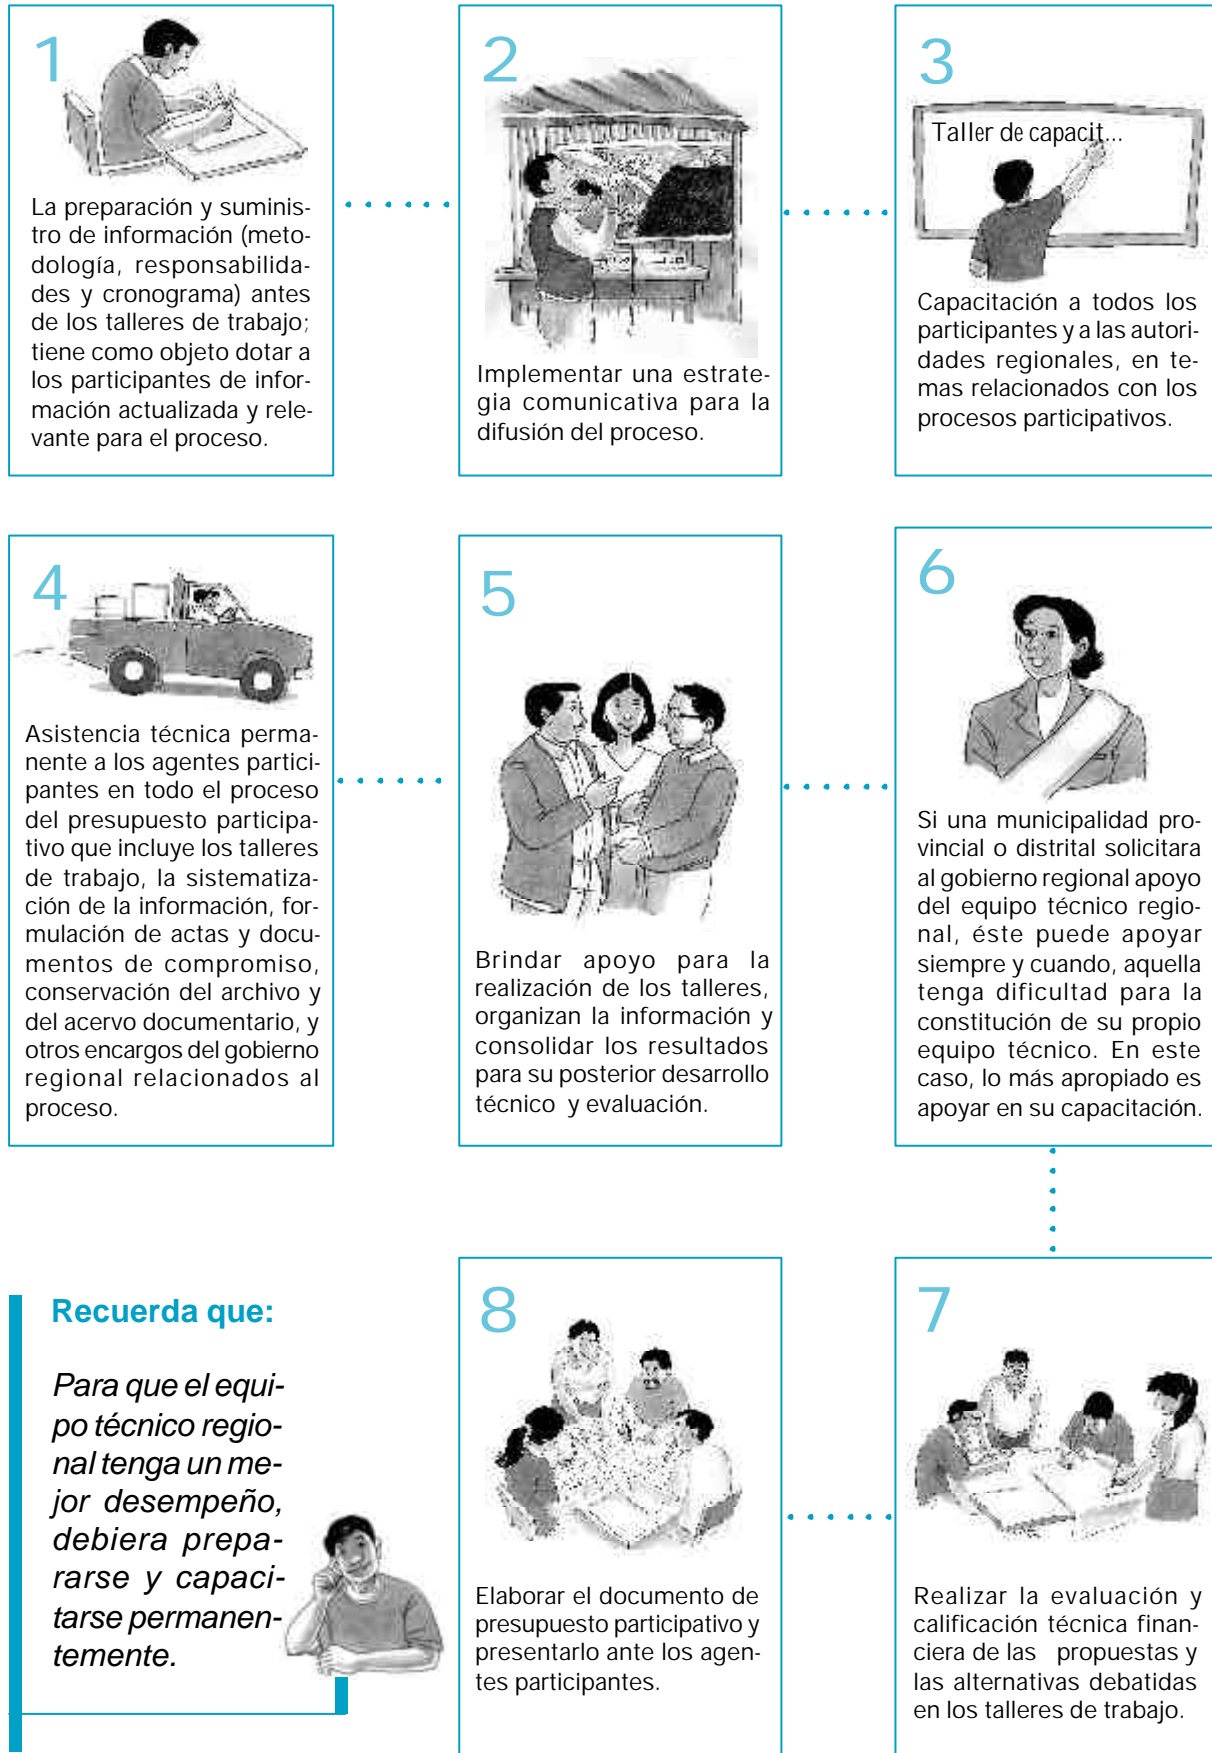 1
La preparación y suminis-
tro de información (meto-
dología, responsabilida-
des y cronograma) antes
de los talleres de trabajo;
tiene como objeto dotar a
los participantes de infor-
mación actualizada y rele-
vante para el proceso.
2
Implementar una estrate-
gia comunicativa para la
difusión del proceso.
3
Taller de capacit...
Capacitación a todos los
participantes y a las autori-
dades regionales, en te-
mas relacionados con los
procesos participativos.
4
Asistencia técnica perma-
nente a los agentes partici-
pantes en todo el proceso
del presupuesto participa-
tivo que incluye los talleres
de trabajo, la sistematiza-
ción de la información, for-
mulación de actas y docu-
mentos de compromiso,
conservación del archivo y
del acervo documentario, y
otros encargos del gobierno
regional relacionados al
proceso.
5
Brindar apoyo para la
realización de los talleres,
organizan la información y
consolidar los resultados
para su posterior desarrollo
técnico y evaluación.
6
Si una municipalidad pro-
vincial o distrital solicitara
al gobierno regional apoyo
del equipo técnico regio-
nal, éste puede apoyar
siempre y cuando, aquella
tenga dificultad para la
constitución de su propio
equipo técnico. En este
caso, lo más apropiado es
apoyar en su capacitación.
7
Realizar la evaluación y
calificación técnica finan-
ciera de las propuestas y
las alternativas debatidas
en los talleres de trabajo.
8
Elaborar el documento de
presupuesto participativo y
presentarlo ante los agen-
tes participantes.
Recuerda que:
Para que el equi-
po técnico regio-
nal tenga un me-
jor desempeño,
debiera prepa-
rarse y capaci-
tarse permanen-
temente.